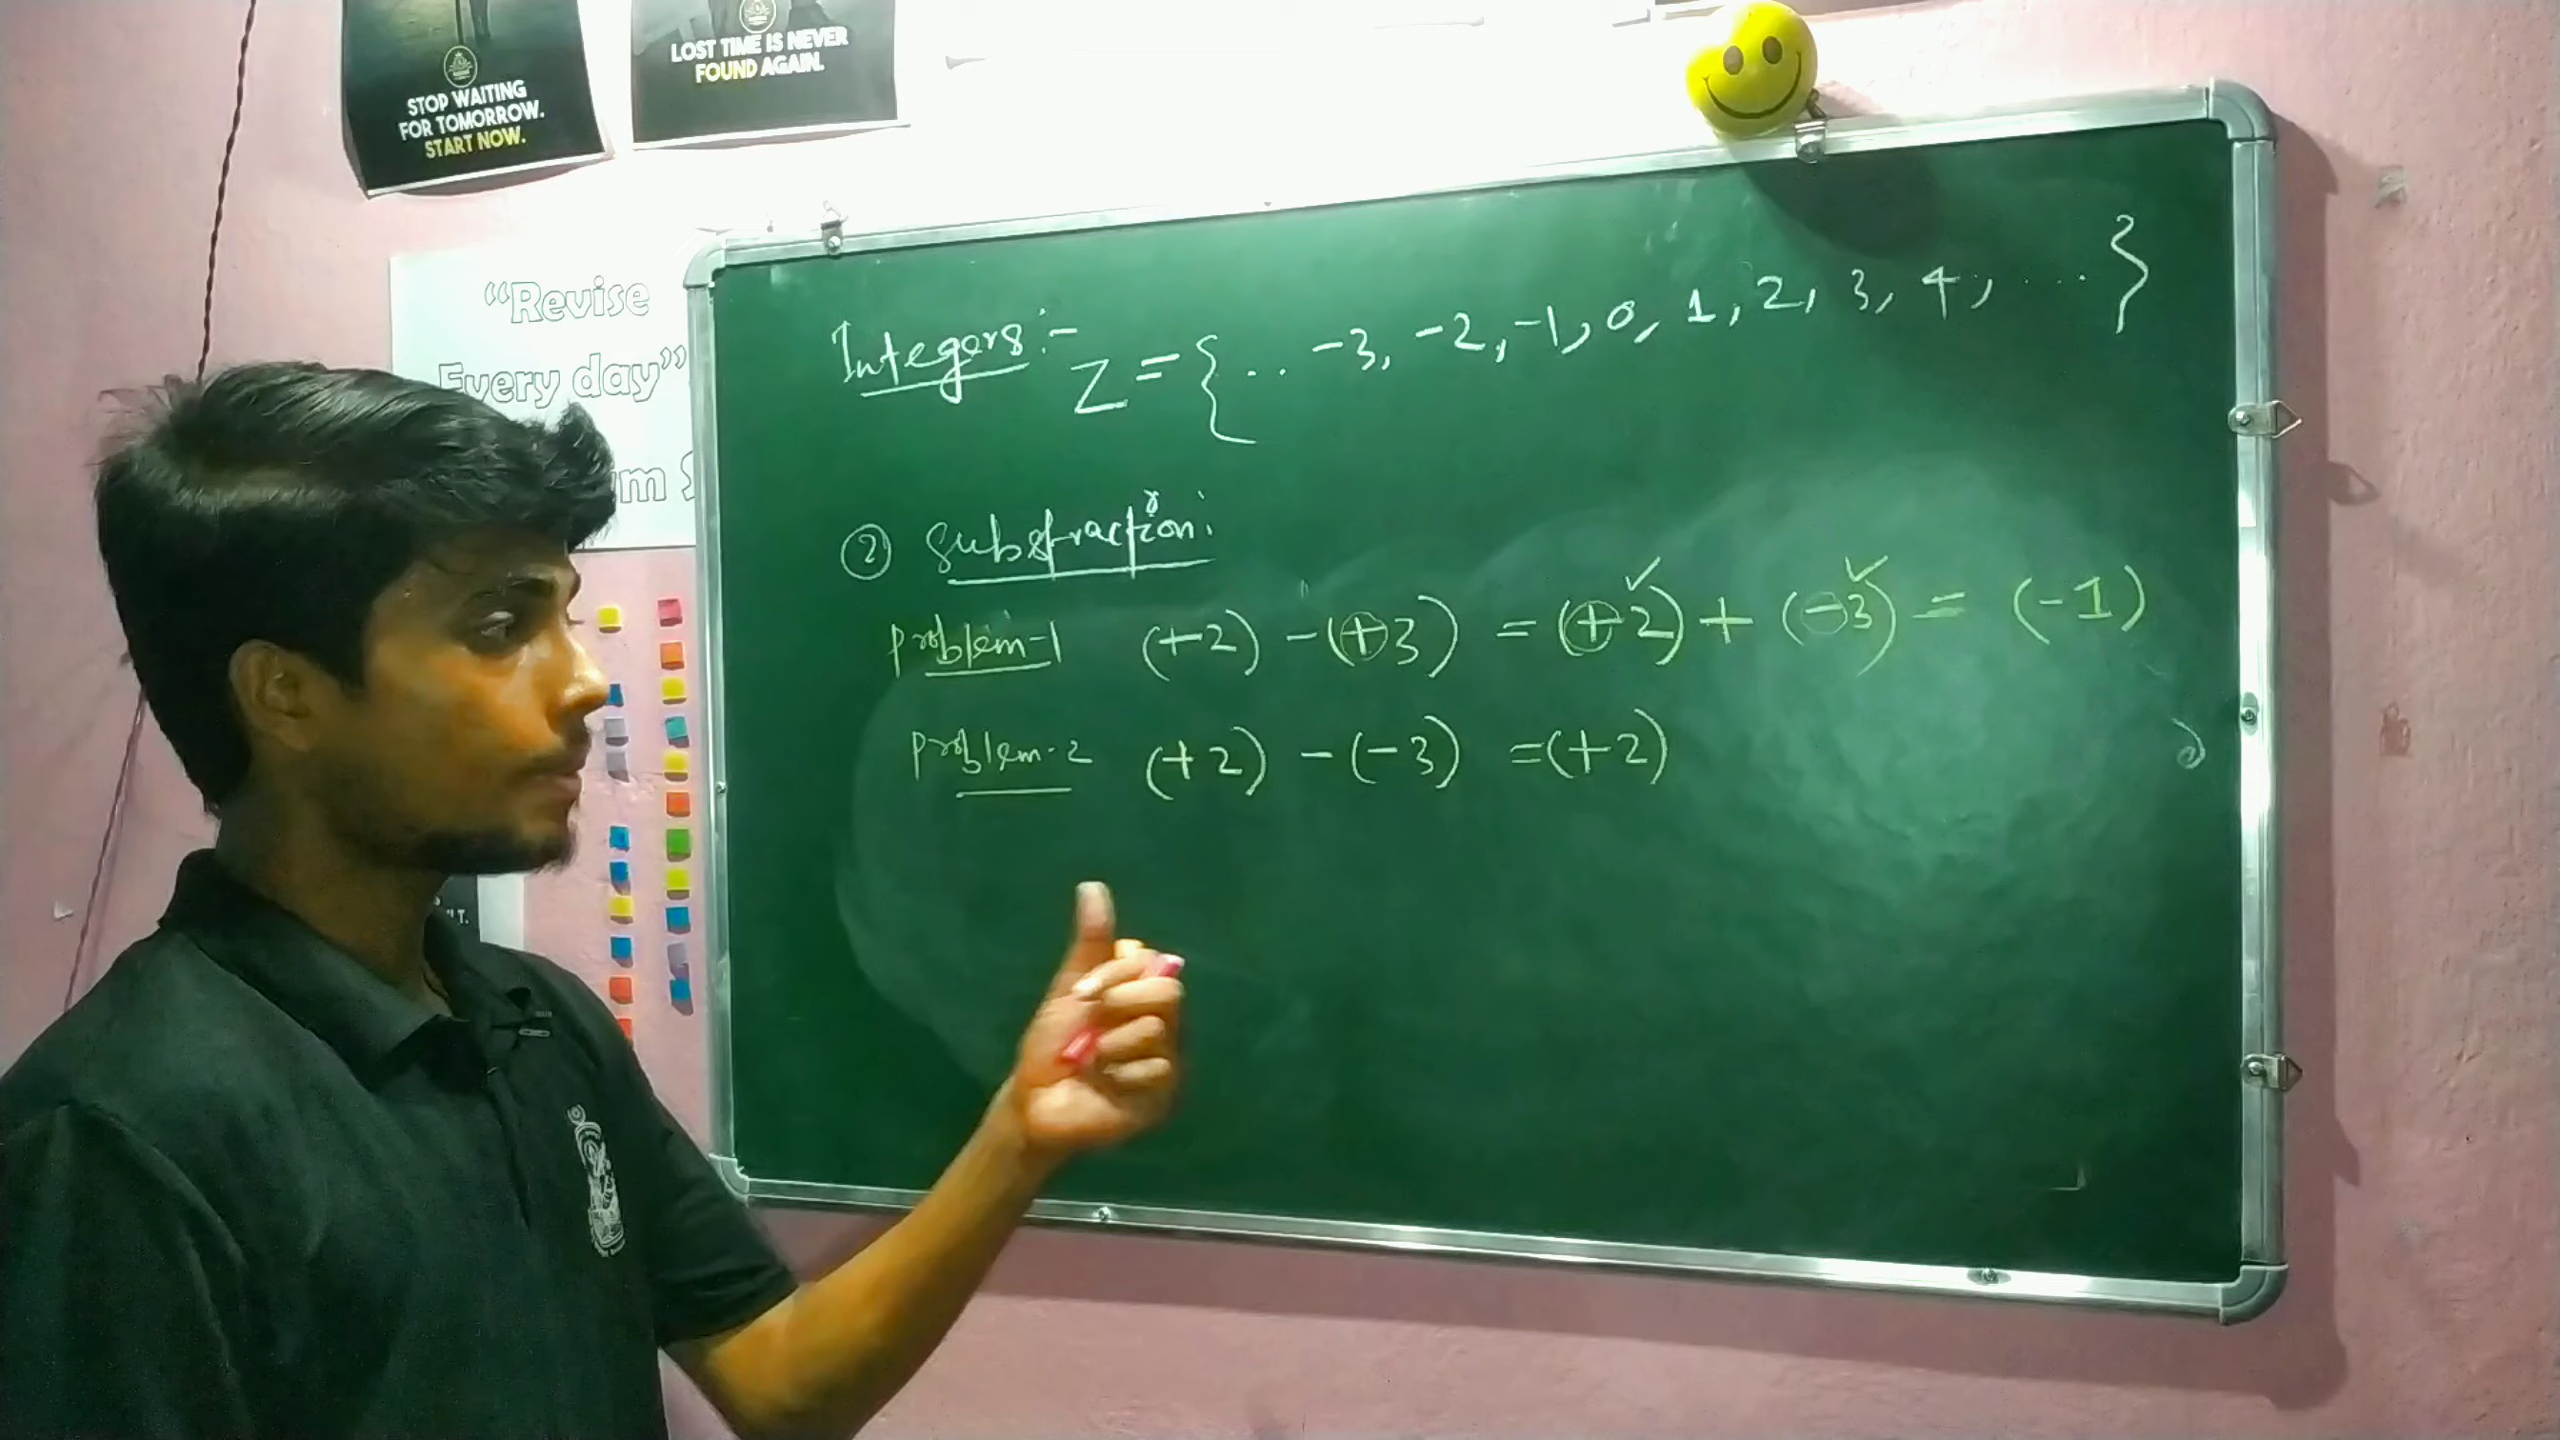 STOP WAITING
FOR TOMORROW.
START NOW.
LOST TIME IS NEVER
FOUND AGAIN.
"Revise
Every day"
m S
Integers:- Z = {.. -3, -2, -1, 0, 1, 2, 3, 4, ... }
② Substraction:
Problem-1 (+2) -(+3) = (+2) + (-3) = (-1)
Problem-2 (+2) -(-3) =(+2)